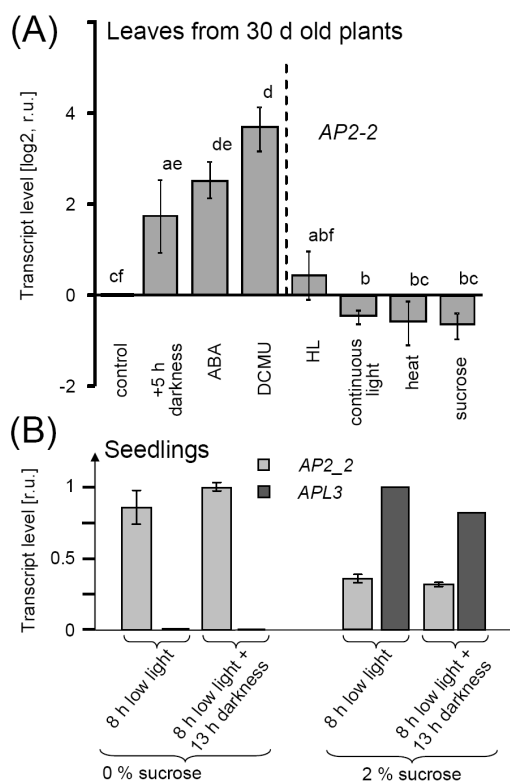 (A)
Leaves from 30 d old plants
Transcript level [log2, r.u.]
4
2
0
-2
cf
ae
de
d
abf
b
bc
bc
AP2-2
control
+5 h
darkness
ABA
DCMU
HL
continuous
light
heat
sucrose
(B)
Seedlings
Transcript level [r.u.]
1
0.5
0
AP2_2
APL3
8 h low light
8 h low light +
13 h darkness
8 h low light
8 h low light +
13 h darkness
0 % sucrose
2 % sucrose